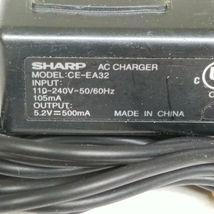 SHARP AC CHARGER
MODEL:CE-EA32
INPUT:
110-240V~50/60Hz
105mA
OUTPUT:
5.2V⎓500mA MADE IN CHINA
C